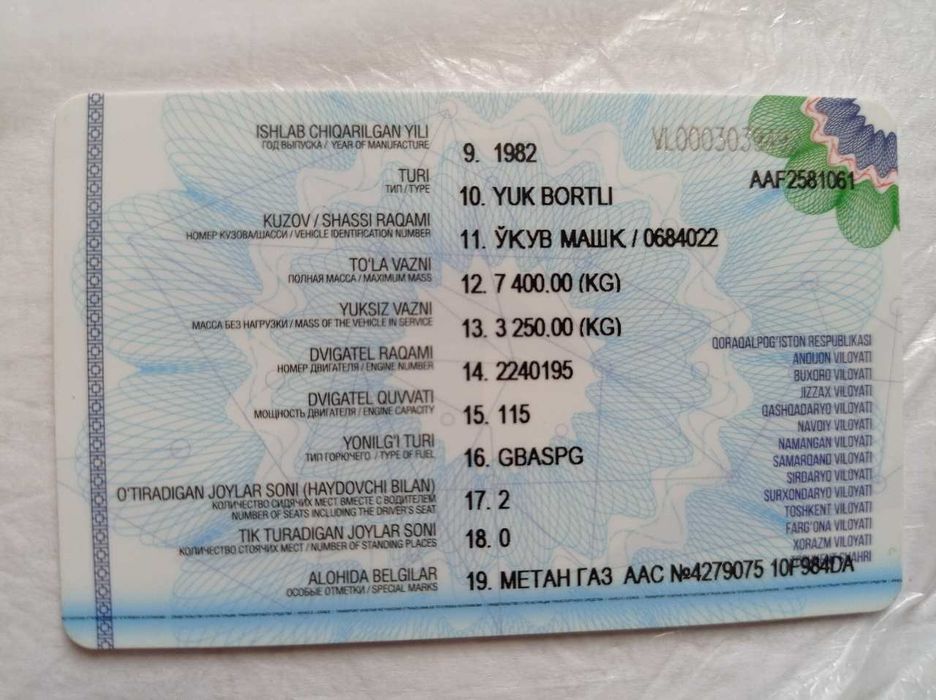 VL000303
AAF2581061
ISHLAB CHIQARILGAN YILI
ГОД ВЫПУСКА / YEAR OF MANUFACTURE
9. 1982
TURI
ТИП / TYPE
10. YUK BORTLI
KUZOV / SHASSI RAQAMI
НОМЕР КУЗОВА/ШАССИ / VEHICLE IDENTIFICATION NUMBER
11. ЎҚУВ МАШҚ / 0684022
TO'LA VAZNI
ПОЛНАЯ МАССА / MAXIMUM MASS
12. 7 400.00 (KG)
YUKSIZ VAZNI
МАССА БЕЗ НАГРУЗКИ / MASS OF THE VEHICLE IN SERVICE
13. 3 250.00 (KG)
DVIGATEL RAQAMI
НОМЕР ДВИГАТЕЛЯ / ENGINE NUMBER
14. 2240195
DVIGATEL QUVVATI
МОЩНОСТЬ ДВИГАТЕЛЯ / ENGINE CAPACITY
15. 115
YONILG'I TURI
ТИП ГОРЮЧЕГО / TYPE OF FUEL
16. GBASPG
O'TIRADIGAN JOYLAR SONI (HAYDOVCHI BILAN)
КОЛИЧЕСТВО СИДЯЧИХ МЕСТ ВМЕСТЕ С ВОДИТЕЛЕМ
NUMBER OF SEATS INCLUDING THE DRIVER'S SEAT
17. 2
TIK TURADIGAN JOYLAR SONI
КОЛИЧЕСТВО СТОЯЧИХ МЕСТ / NUMBER OF STANDING PLACES
18. 0
ALOHIDA BELGILAR
ОСОБЫЕ ОТМЕТКИ / SPECIAL MARKS
19. МЕТАН ГАЗ AAC №4279075 10F984DA
QORAQALPOG'ISTON RESPUBLIKASI
ANDIJON VILOYATI
BUXORO VILOYATI
JIZZAX VILOYATI
QASHQADARYO VILOYATI
NAVOIY VILOYATI
NAMANGAN VILOYATI
SAMARQAND VILOYATI
SIRDARYO VILOYATI
SURXONDARYO VILOYATI
TOSHKENT VILOYATI
FARG'ONA VILOYATI
XORAZM VILOYATI
TOSHKENT SHAHRI